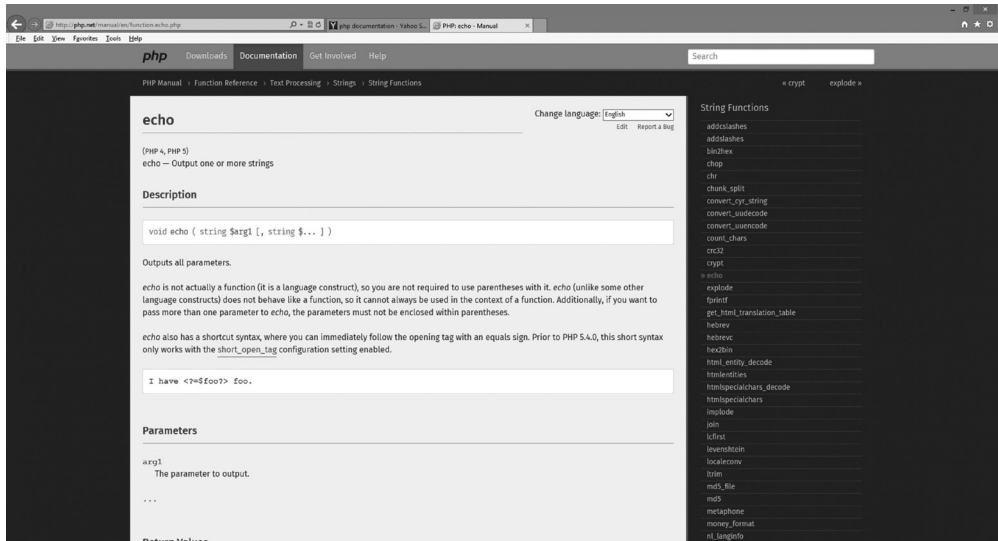 http://php.net/manual/en/function.echo.php
php documentation - Yahoo S...
PHP: echo - Manual
File Edit View Favorites Tools Help
php Downloads Documentation Get Involved Help
Search
PHP Manual › Function Reference › Text Processing › Strings › String Functions
« crypt explode »
echo
Change language: English
Edit Report a Bug
(PHP 4, PHP 5)
echo — Output one or more strings
Description
void echo ( string $arg1 [, string $... ] )
Outputs all parameters.
echo is not actually a function (it is a language construct), so you are not required to use parentheses with it. echo (unlike some other
language constructs) does not behave like a function, so it cannot always be used in the context of a function. Additionally, if you want to
pass more than one parameter to echo, the parameters must not be enclosed within parentheses.
echo also has a shortcut syntax, where you can immediately follow the opening tag with an equals sign. Prior to PHP 5.4.0, this short syntax
only works with the short_open_tag configuration setting enabled.
I have <?=$foo?> foo.
Parameters
arg1
The parameter to output.
...
Return Values
String Functions
addcslashes
addslashes
bin2hex
chop
chr
chunk_split
convert_cyr_string
convert_uudecode
convert_uuencode
count_chars
crc32
crypt
» echo
explode
fprintf
get_html_translation_table
hebrev
hebrevc
hex2bin
html_entity_decode
htmlentities
htmlspecialchars_decode
htmlspecialchars
implode
join
lcfirst
levenshtein
localeconv
ltrim
md5_file
md5
metaphone
money_format
nl_langinfo